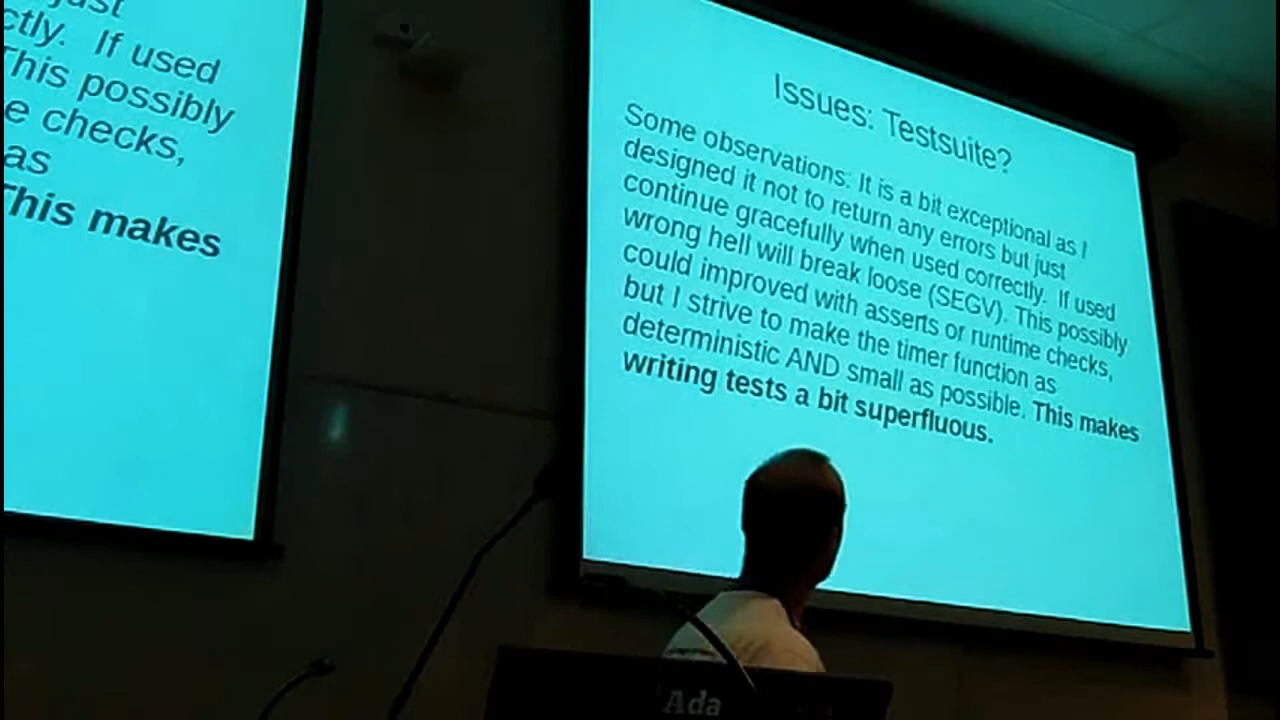 just
ctly. If used
This possibly
e checks,
as
This makes
Issues: Testsuite?
Some observations: It is a bit exceptional as I
designed it not to return any errors but just
continue gracefully when used correctly. If used
wrong hell will break loose (SEGV). This possibly
could improved with asserts or runtime checks,
but I strive to make the timer function as
deterministic AND small as possible. This makes
writing tests a bit superfluous.
Ada